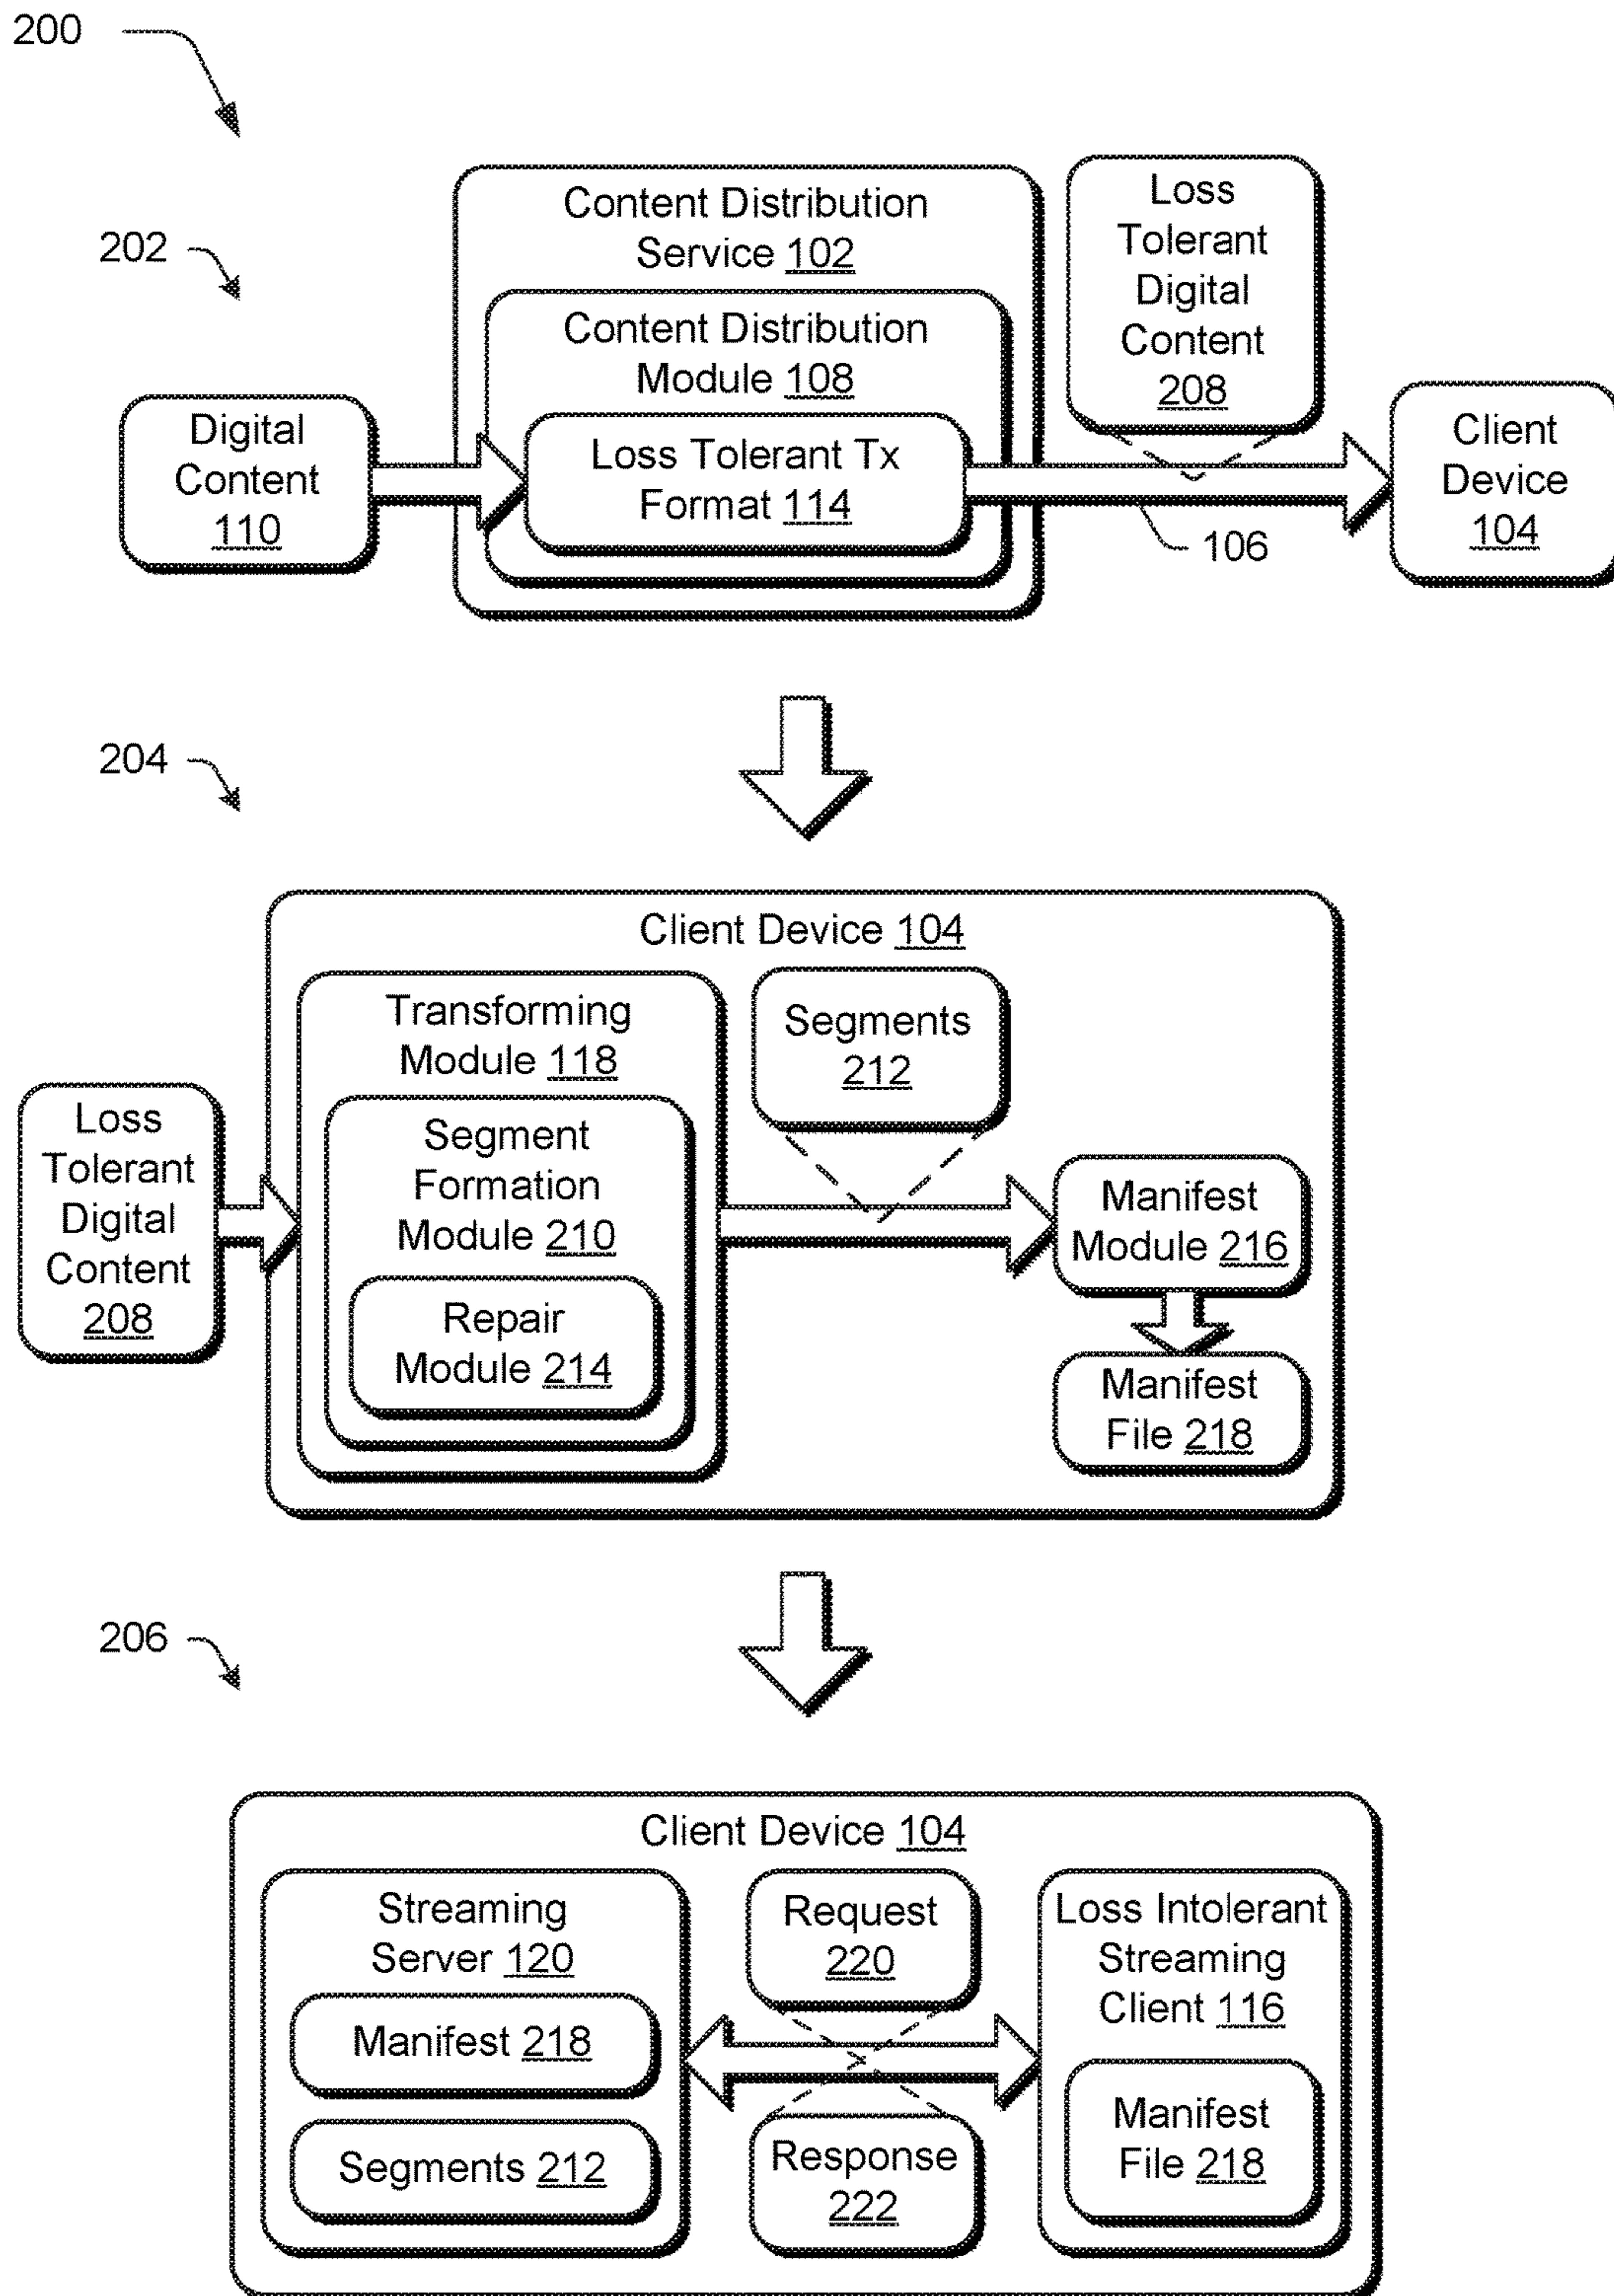 200
202
Content Distribution
Service 102
Content Distribution
Module 108
Loss Tolerant Tx
Format 114
Digital
Content
110
Loss
Tolerant
Digital
Content
208
106
Client
Device
104
204
Client Device 104
Transforming
Module 118
Segment
Formation
Module 210
Repair
Module 214
Loss
Tolerant
Digital
Content
208
Segments
212
Manifest
Module 216
Manifest
File 218
206
Client Device 104
Streaming
Server 120
Manifest 218
Segments 212
Request
220
Response
222
Loss Intolerant
Streaming
Client 116
Manifest
File 218